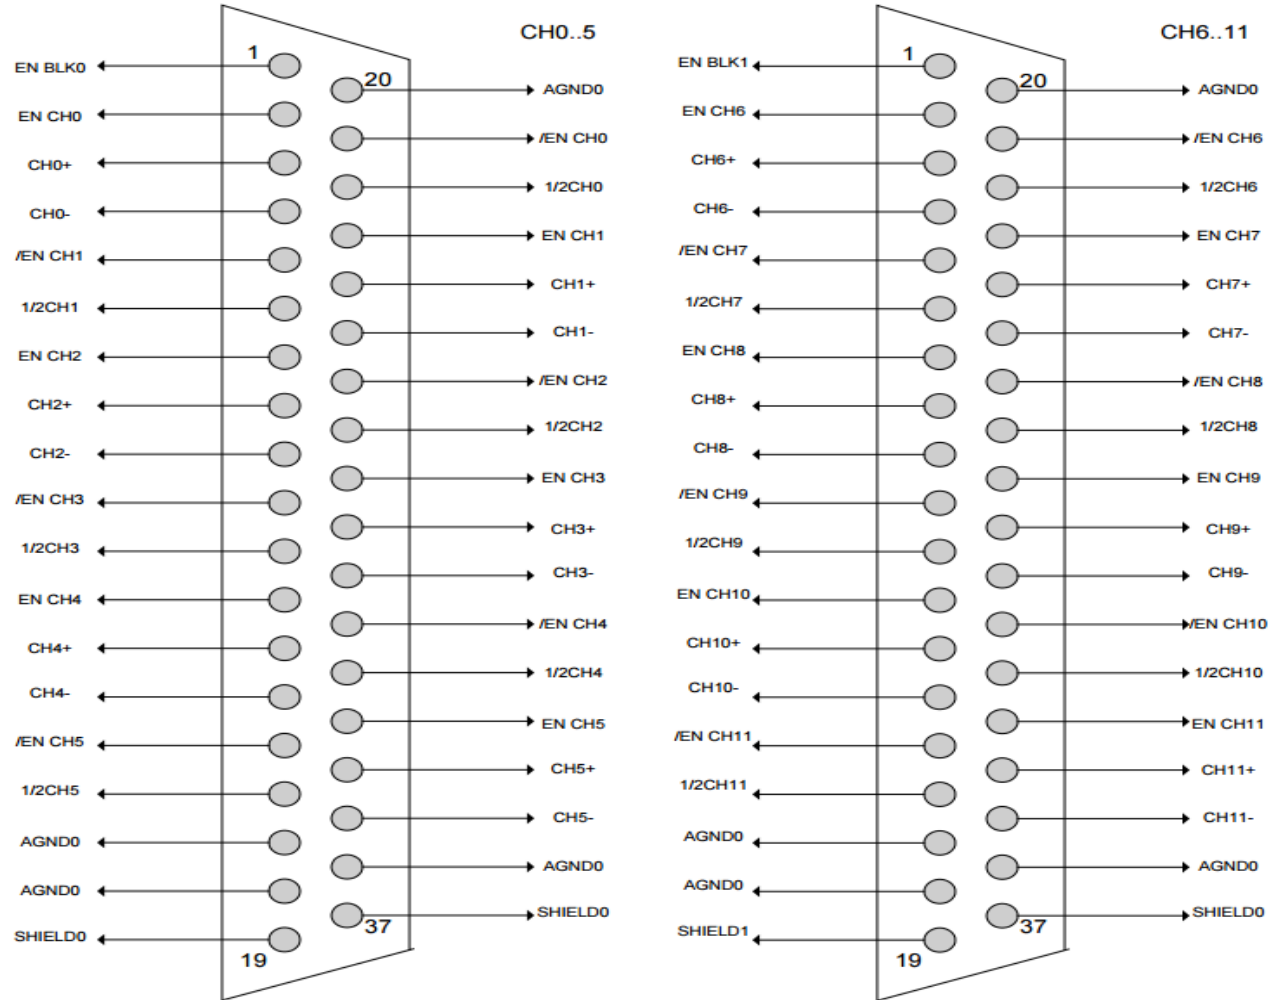 CH0..5
1
EN BLK0
20
AGND0
EN CH0
/EN CH0
CH0+
1/2CH0
CH0-
EN CH1
/EN CH1
CH1+
1/2CH1
CH1-
EN CH2
/EN CH2
CH2+
1/2CH2
CH2-
EN CH3
/EN CH3
CH3+
1/2CH3
CH3-
EN CH4
/EN CH4
CH4+
1/2CH4
CH4-
EN CH5
/EN CH5
CH5+
1/2CH5
CH5-
AGND0
AGND0
AGND0
SHIELD0
37
SHIELD0
19
CH6..11
1
EN BLK1
20
AGND0
EN CH6
/EN CH6
CH6+
1/2CH6
CH6-
EN CH7
/EN CH7
CH7+
1/2CH7
CH7-
EN CH8
/EN CH8
CH8+
1/2CH8
CH8-
EN CH9
/EN CH9
CH9+
1/2CH9
CH9-
EN CH10
/EN CH10
CH10+
1/2CH10
CH10-
EN CH11
/EN CH11
CH11+
1/2CH11
CH11-
AGND0
AGND0
AGND0
SHIELD0
37
SHIELD1
19